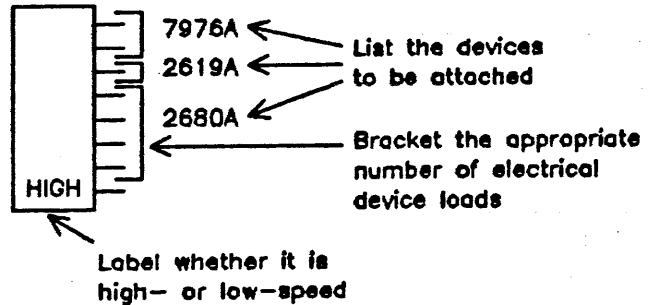 7976A
2619A
2680A
List the devices
to be attached
Bracket the appropriate
number of electrical
device loads
HIGH
Label whether it is
high- or low-speed